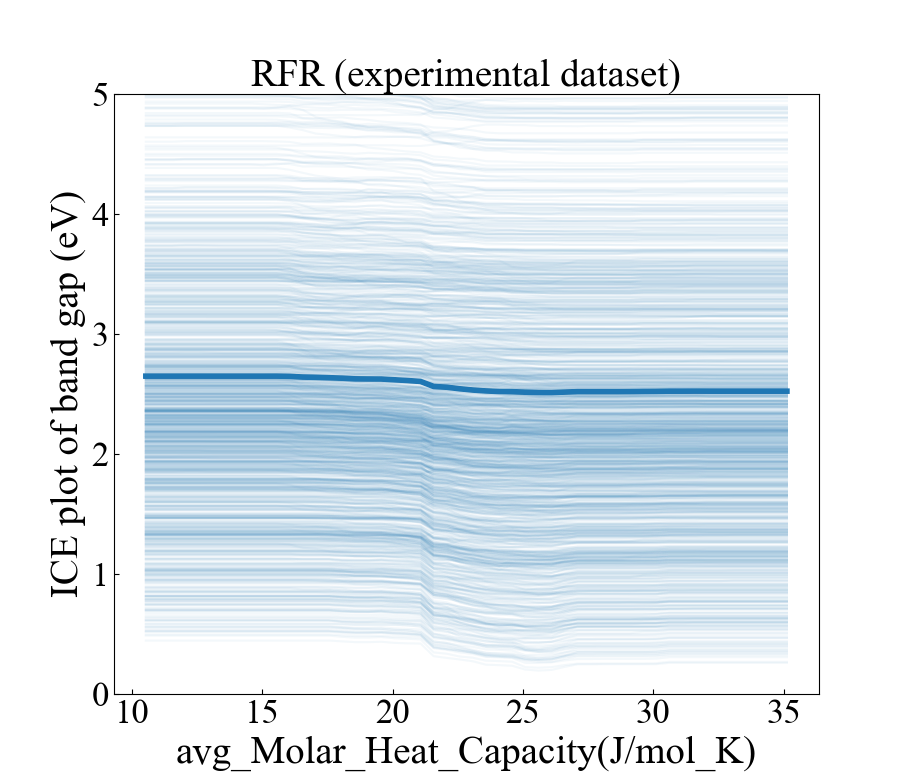 RFR (experimental dataset)
ICE plot of band gap (eV)
5
4
3
2
1
0
10 15 20 25 30 35
avg_Molar_Heat_Capacity(J/mol_K)